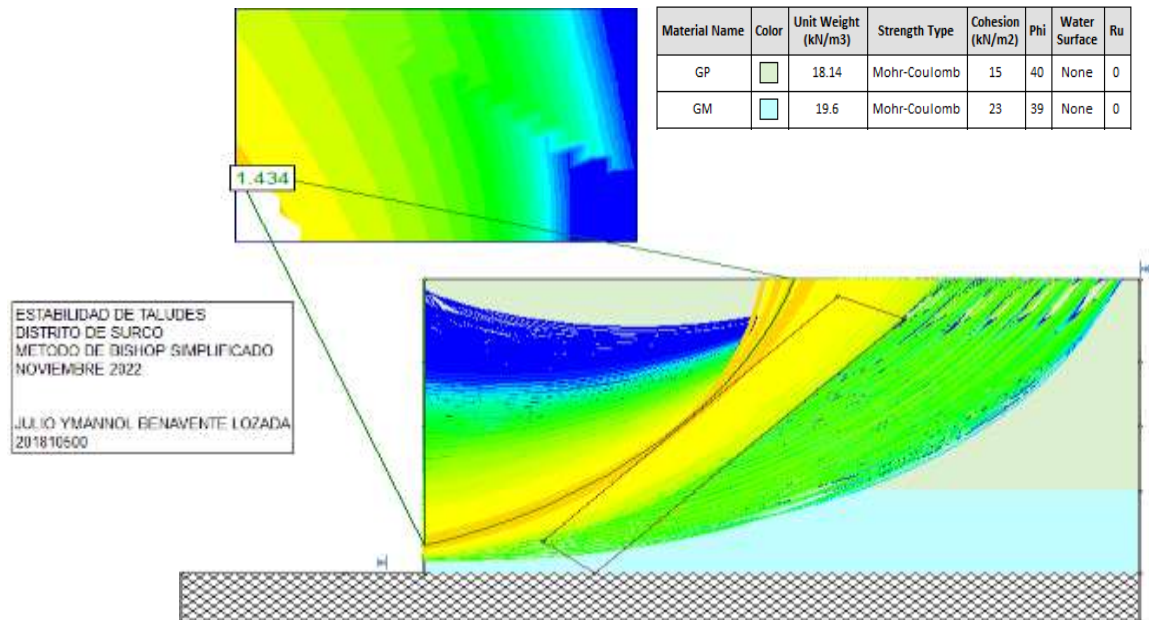 Material Name Color Unit Weight (kN/m3) Strength Type Cohesion (kN/m2) Phi Water Surface Ru
GP 18.14 Mohr-Coulomb 15 40 None 0
GM 19.6 Mohr-Coulomb 23 39 None 0
1.434
ESTABILIDAD DE TALUDES
DISTRITO DE SURCO
METODO DE BISHOP SIMPLIFICADO
NOVIEMBRE 2022
JULIO YMANNOL BENAVENTE LOZADA
201810500